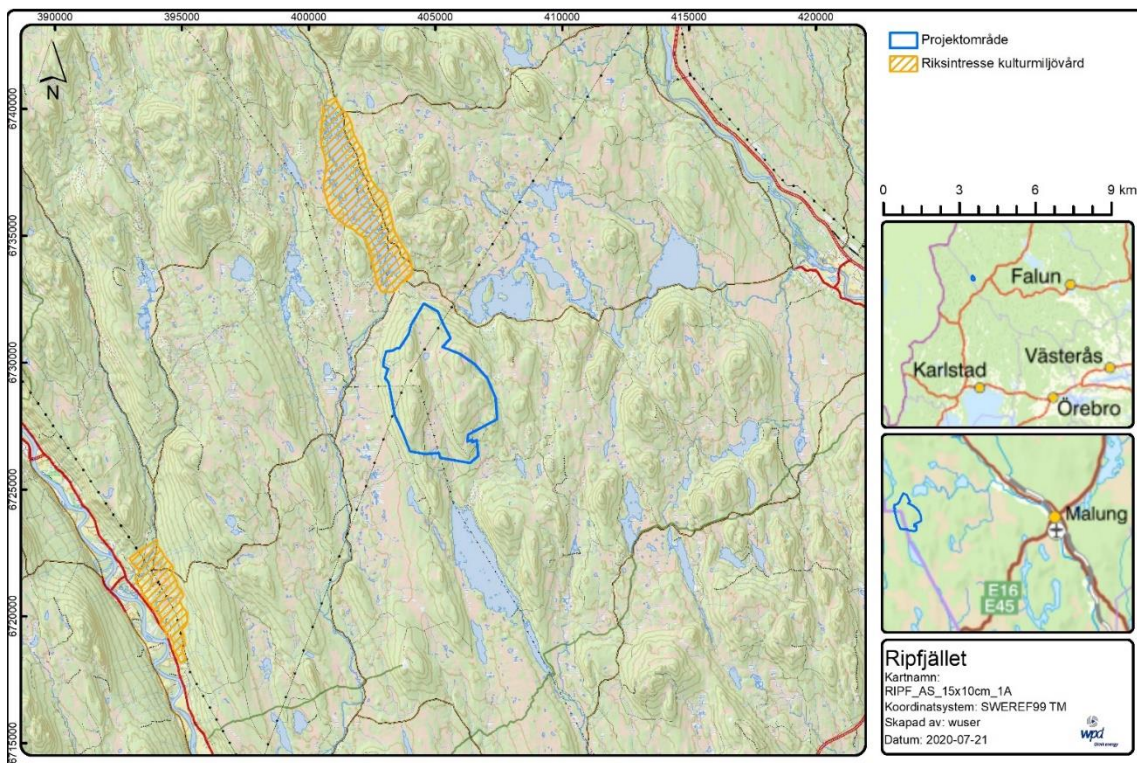 390000 395000 400000 405000 410000 415000 420000
6740000
6735000
6730000
6725000
6720000
6715000
N
Projektområde
Riksintresse kulturmiljövård
0 3 6 9 km
Falun
Västerås
Karlstad
Örebro
Malung
E16
E45
Ripfjället
Kartnamn:
RIPF_AS_15x10cm_1A
Koordinatsystem: SWEREF99 TM
Skapad av: wuser
Datum: 2020-07-21
wpd